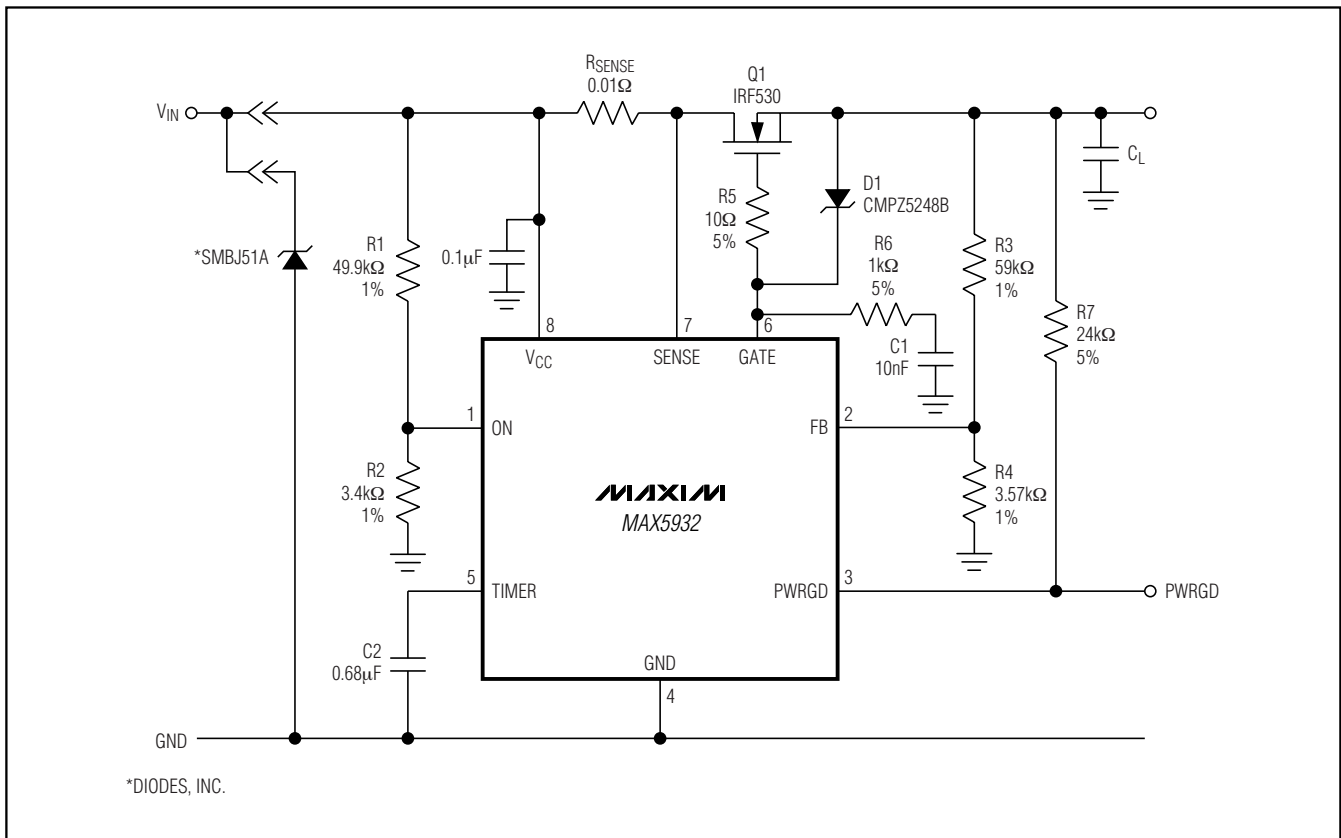 RSENSE
0.01Ω
Q1
IRF530
VIN
CL
D1
CMPZ5248B
R5
10Ω
5%
R6
1kΩ
5%
R3
59kΩ
1%
*SMBJ51A
R1
49.9kΩ
1%
0.1μF
R7
24kΩ
5%
C1
10nF
8
7
6
VCC
SENSE
GATE
1
ON
2
FB
R2
3.4kΩ
1%
MAXIM
MAX5932
R4
3.57kΩ
1%
5
TIMER
3
PWRGD
PWRGD
C2
0.68μF
GND
4
GND
*DIODES, INC.